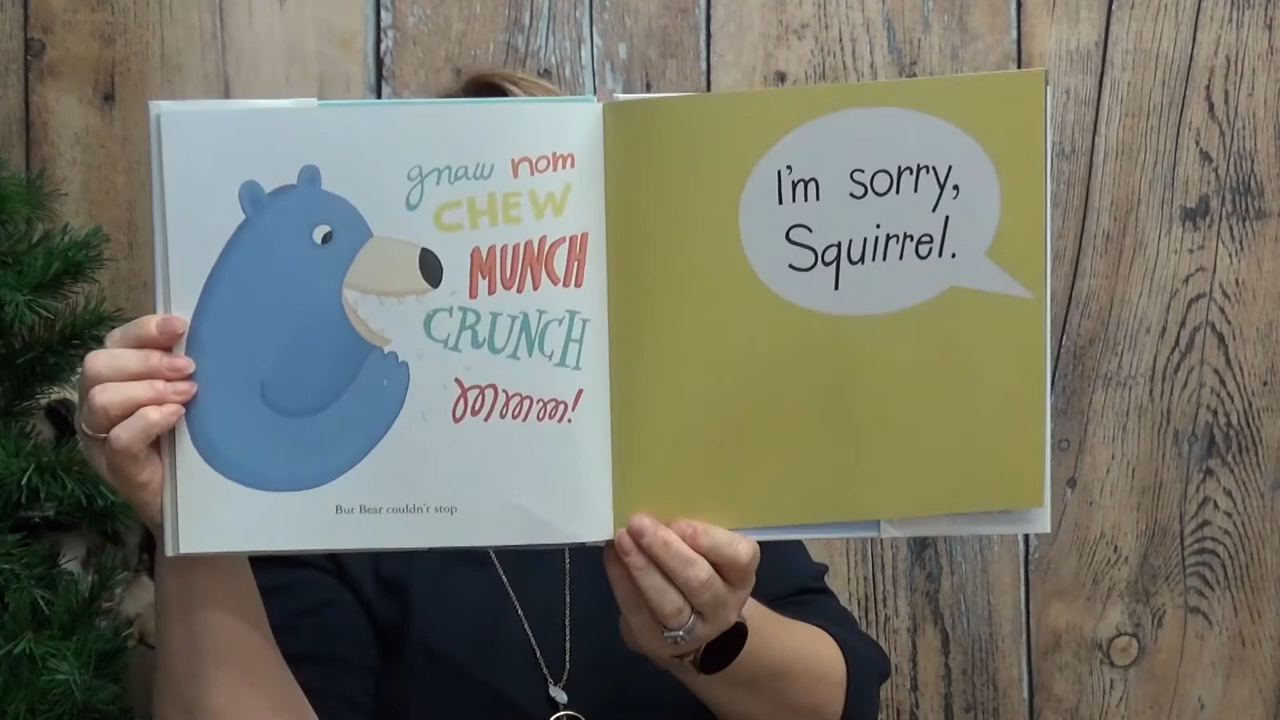 gnaw nom
CHEW
MUNCH
CRUNCH
mmm!
But Bear couldn't stop
I'm sorry,
Squirrel.